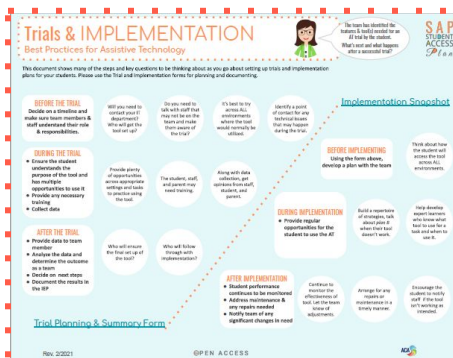 Trials & IMPLEMENTATION
Best Practices for Assistive Technology
The team has identified the
features & tool(s) needed for an
AT trial by the student.
What's next and what happens
after a successful trial?
SAP
STUDENT
ACCESS
Plan
This document shows many of the steps and key questions to be thinking about as you go about setting up trials and implementation
plans for your students. Please use the Trial and Implementation forms for planning and documenting.
BEFORE THE TRIAL
Decide on a timeline and
make sure team members &
staff understand their role
& responsibilities.
Will you need to
contact your IT
department?
Who will get the
tool set up?
Do you need to
talk with staff that
may not be on the
team and make
them aware of
the trial?
It's best to try
across ALL
environments
where the tool
would normally be
utilized.
Identify a point
of contact for any
technical issues
that may happen
during the trial.
Implementation Snapshot
DURING THE TRIAL
• Ensure the student
understands the
purpose of the tool and
has multiple
opportunities to use it
• Provide any necessary
training
• Collect data
Provide plenty
of opportunities
across appropriate
settings and tasks
to practice using
the tool.
The student, staff,
and parent may
need training.
Along with data
collection, get
opinions from staff,
student, and
parent.
BEFORE IMPLEMENTING
Using the form above,
develop a plan with the team
Think about how
the student will
access the tool
across ALL
environments.
AFTER THE TRIAL
• Provide data to team
member
• Analyze the data and
determine the outcome
as a team
• Decide on next steps
• Document the results in
the IEP
Who will ensure
the final set up of
the tool?
Who will follow
through with
implementation?
DURING IMPLEMENTATION
• Provide regular
opportunities for the
student to use the AT
Build a repertoire
of strategies, talk
about plan B
when their tool
doesn't work.
Help develop
expert learners
who know what
tool to use for a
task and when to
use it.
AFTER IMPLEMENTATION
• Student performance
continues to be monitored
• Address maintenance &
any repairs needed
• Notify team of any
significant changes in need
Continue to
monitor the
effectiveness of
tool. Let the team
know of
adjustments
Arrange for any
repairs or
maintenance in a
timely manner.
Encourage the
student to notify
staff if the tool
isn't working as
intended.
Trial Planning & Summary Form
Rev. 2/2021
OPEN ACCESS